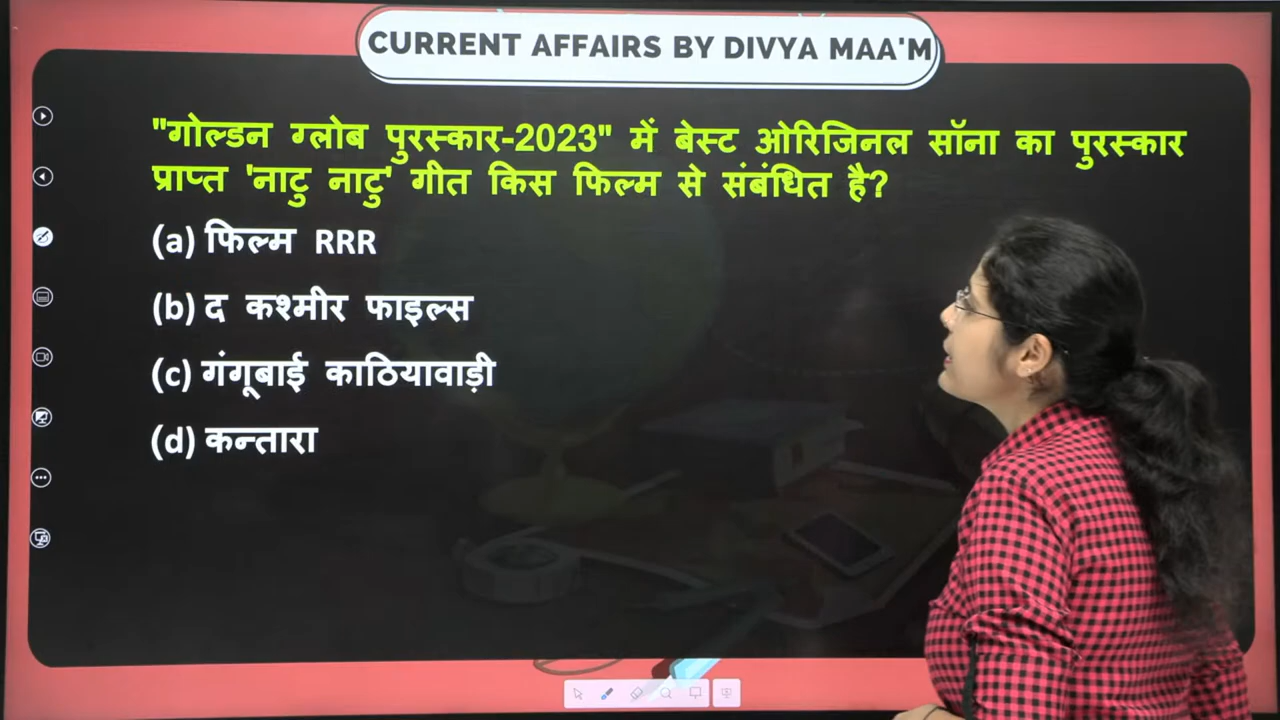 CURRENT AFFAIRS BY DIVYA MAA'M
"गोल्डन ग्लोब पुरस्कार-2023" में बेस्ट ओरिजिनल सॉना का पुरस्कार
प्राप्त 'नाटु नाटु' गीत किस फिल्म से संबंधित है?
(a) फिल्म RRR
(b) द कश्मीर फाइल्स
(c) गंगूबाई काठियावाड़ी
(d) कन्तारा